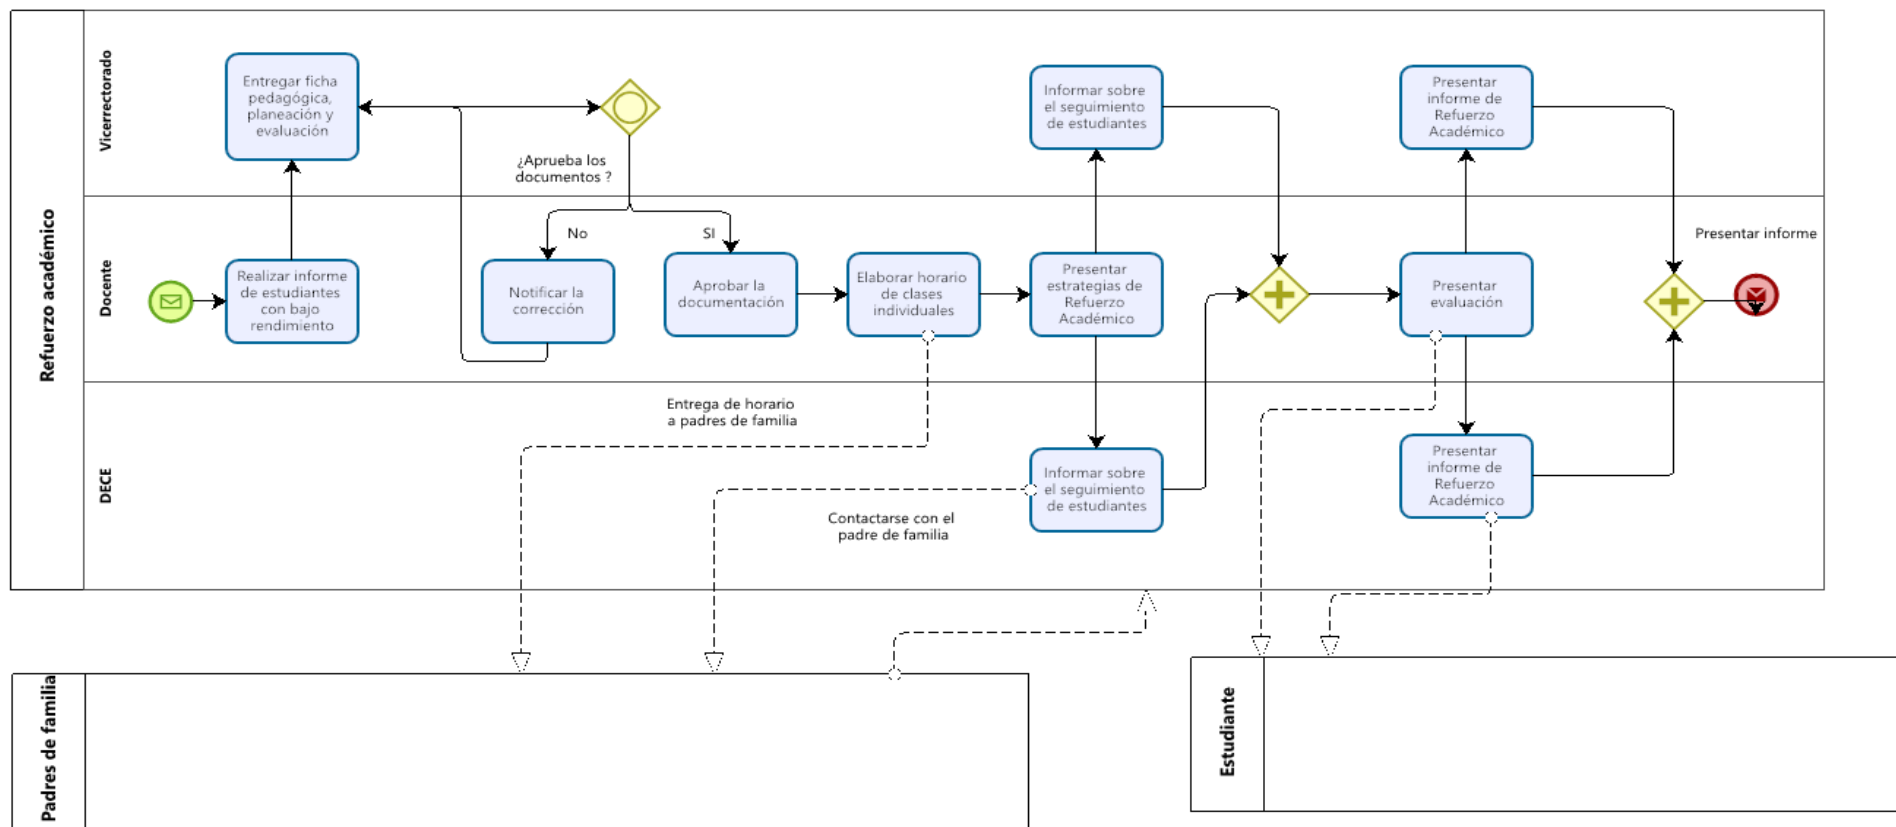 Refuerzo académico
Vicerrectorado
Entregar ficha
pedagógica,
planeación y
evaluación
¿Aprueba los
documentos ?
Informar sobre
el seguimiento
de estudiantes
Presentar
informe de
Refuerzo
Académico
Docente
Realizar informe
de estudiantes
con bajo
rendimiento
No
Notificar la
corrección
SI
Aprobar la
documentación
Elaborar horario
de clases
individuales
Presentar
estrategias de
Refuerzo
Académico
Presentar
evaluación
Presentar informe
DECE
Entrega de horario
a padres de familia
Contactarse con el
padre de familia
Informar sobre
el seguimiento
de estudiantes
Presentar
informe de
Refuerzo
Académico
Padres de familia
Estudiante